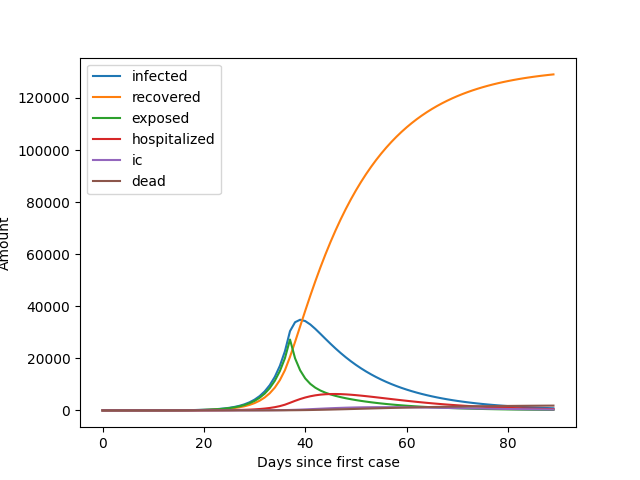 infected
recovered
exposed
hospitalized
ic
dead
120000
100000
80000
60000
40000
20000
0
Amount
0 20 40 60 80
Days since first case